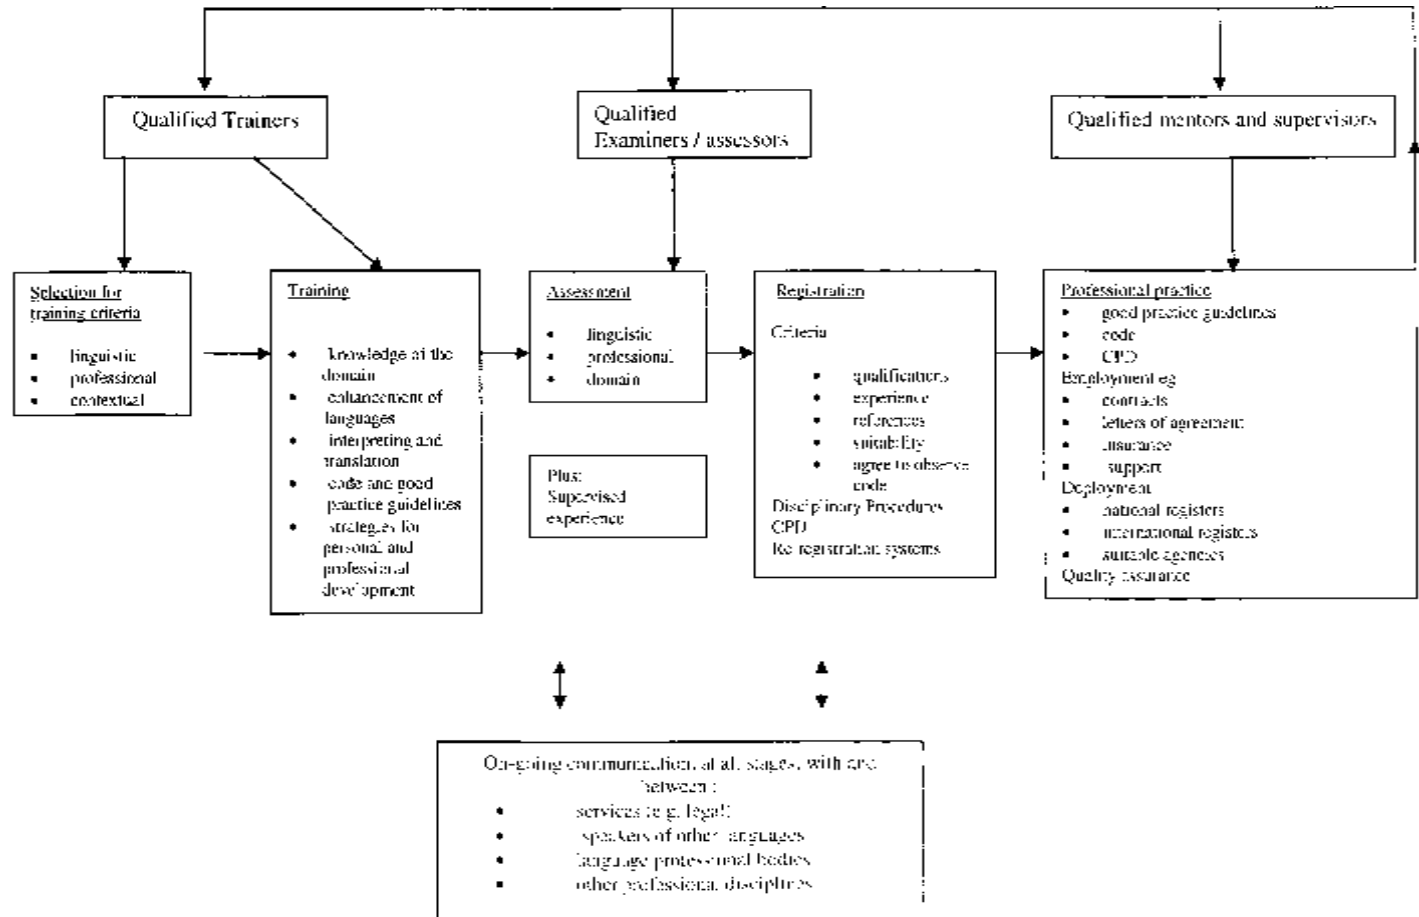 Qualified Trainers
Qualified
Examiners / assessors
Qualified mentors and supervisors
Selection for
training criteria
• linguistic
• professional
• contextual
Training
• knowledge of the
domain
• enhancement of
languages
• interpreting and
translation
• code and good
practice guidelines
• strategies for
personal and
professional
development
Assessment
• linguistic
• professional
• domain
Plus:
Supervised
experience
Registration
Criteria
• qualifications
• experience
• references
• suitability
• agree to observe
code
Disciplinary Procedures
CPD
Re-registration systems
Professional practice
• good practice guidelines
• code
• CPD
Employment eg
• contracts
• letters of agreement
• insurance
• support
Deployment
• national registers
• international registers
• suitable agencies
Quality assurance
On-going communication, at all stages, with and
between :
• services (e.g. legal)
• speakers of other languages
• language professional bodies
• other professional disciplines